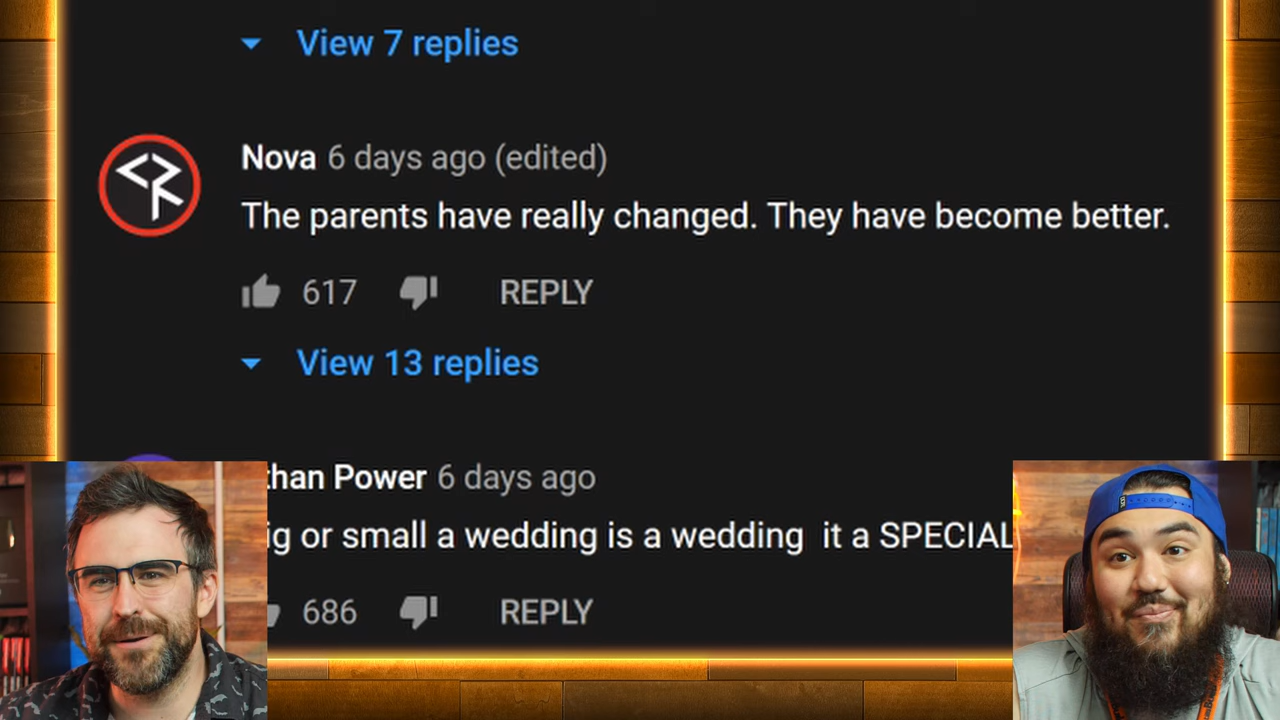 View 7 replies
Nova 6 days ago (edited)
The parents have really changed. They have become better.
617 REPLY
View 13 replies
than Power 6 days ago
ig or small a wedding is a wedding it a SPECIAL
686 REPLY